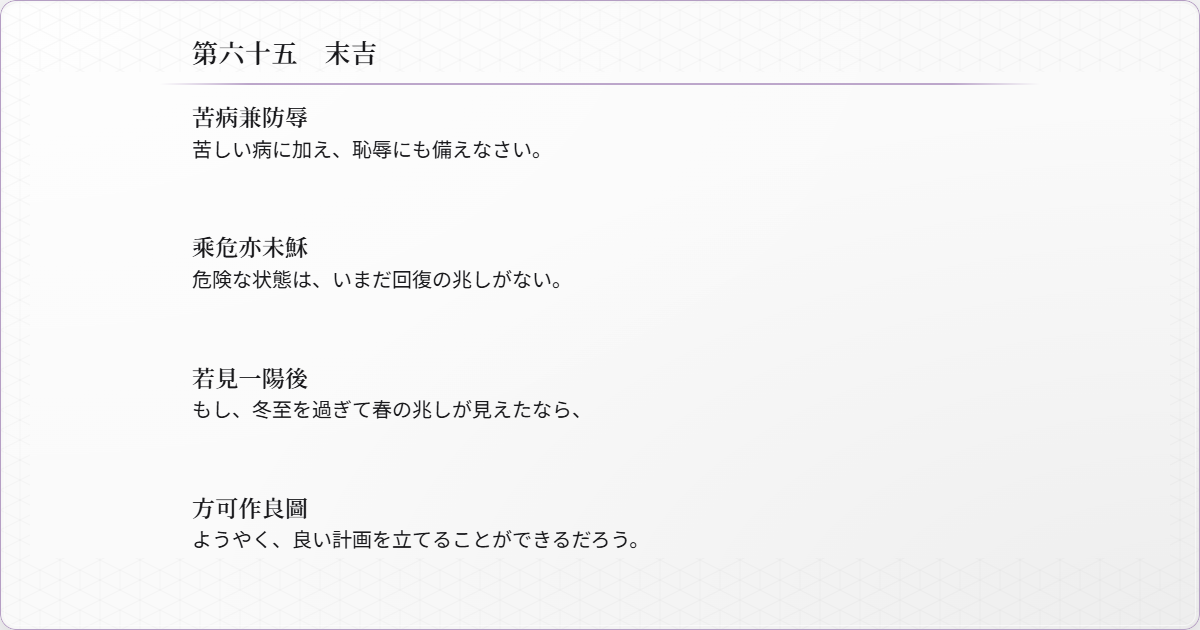 第六十五　末吉
苦病兼防辱
苦しい病に加え、恥辱にも備えなさい。
乗危亦未穌
危険な状態は、いまだ回復の兆しがない。
若見一陽後
もし、冬至を過ぎて春の兆しが見えたなら、
方可作良圖
ようやく、良い計画を立てることができるだろう。